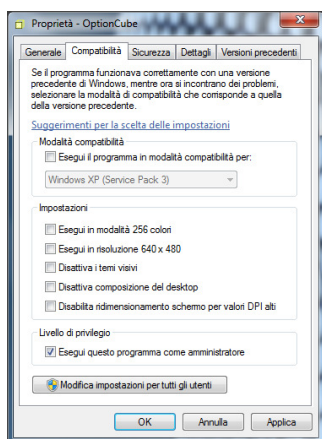 Proprietà - OptionCube
Generale Compatibilità Sicurezza Dettagli Versioni precedenti
Se il programma funzionava correttamente con una versione
precedente di Windows, mentre ora si incontrano dei problemi,
selezionare la modalità di compatibilità che corrisponde a quella
della versione precedente.
Suggerimenti per la scelta delle impostazioni
Modalità compatibilità
Esegui il programma in modalità compatibilità per:
Windows XP (Service Pack 3)
Impostazioni
Esegui in modalità 256 colori
Esegui in risoluzione 640 x 480
Disattiva i temi visivi
Disattiva composizione del desktop
Disabilita ridimensionamento schermo per valori DPI alti
Livello di privilegio
Esegui questo programma come amministratore
Modifica impostazioni per tutti gli utenti
OK Annulla Applica